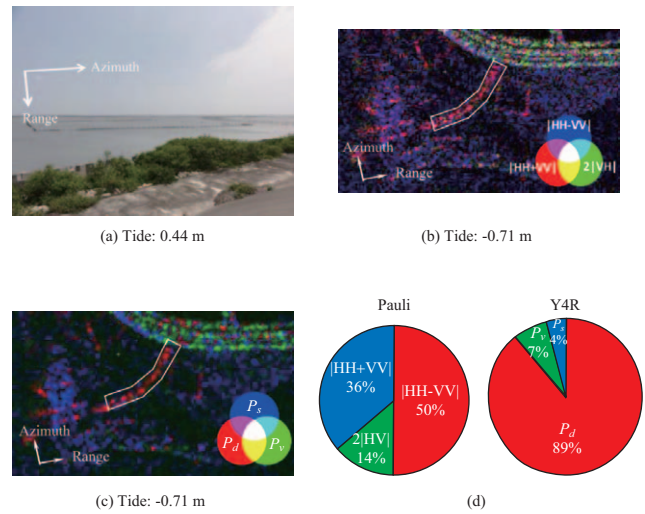 Azimuth
Range
(a) Tide: 0.44 m
|HH-VV|
|HH+VV|
2|VH|
Azimuth
Range
(b) Tide: -0.71 m
Ps
Pd
Pv
Azimuth
Range
(c) Tide: -0.71 m
Pauli
|HH+VV|
36%
|HH-VV|
50%
2|HV|
14%
Y4R
Pv
7%
Ps
4%
Pd
89%
(d)